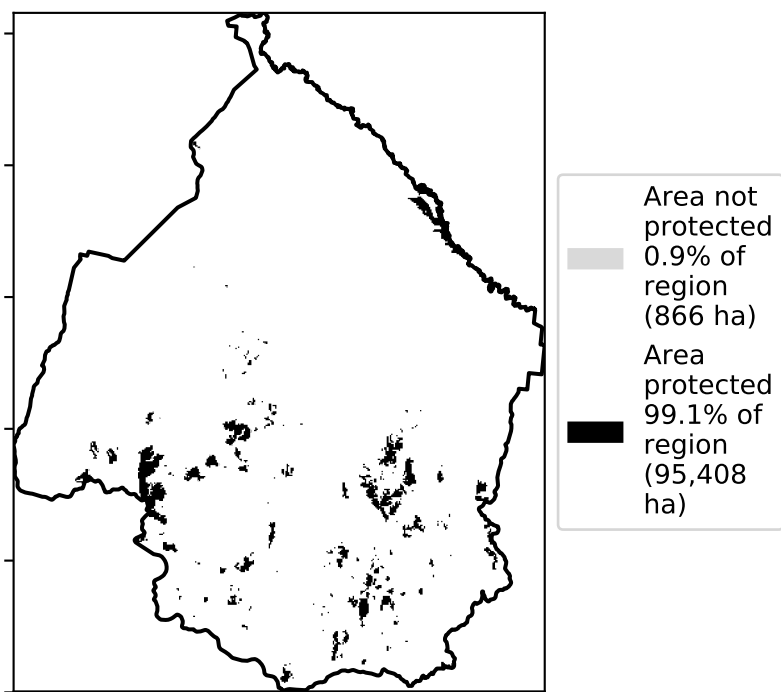 Area not
protected
0.9% of
region
(866 ha)
Area
protected
99.1% of
region
(95,408
ha)